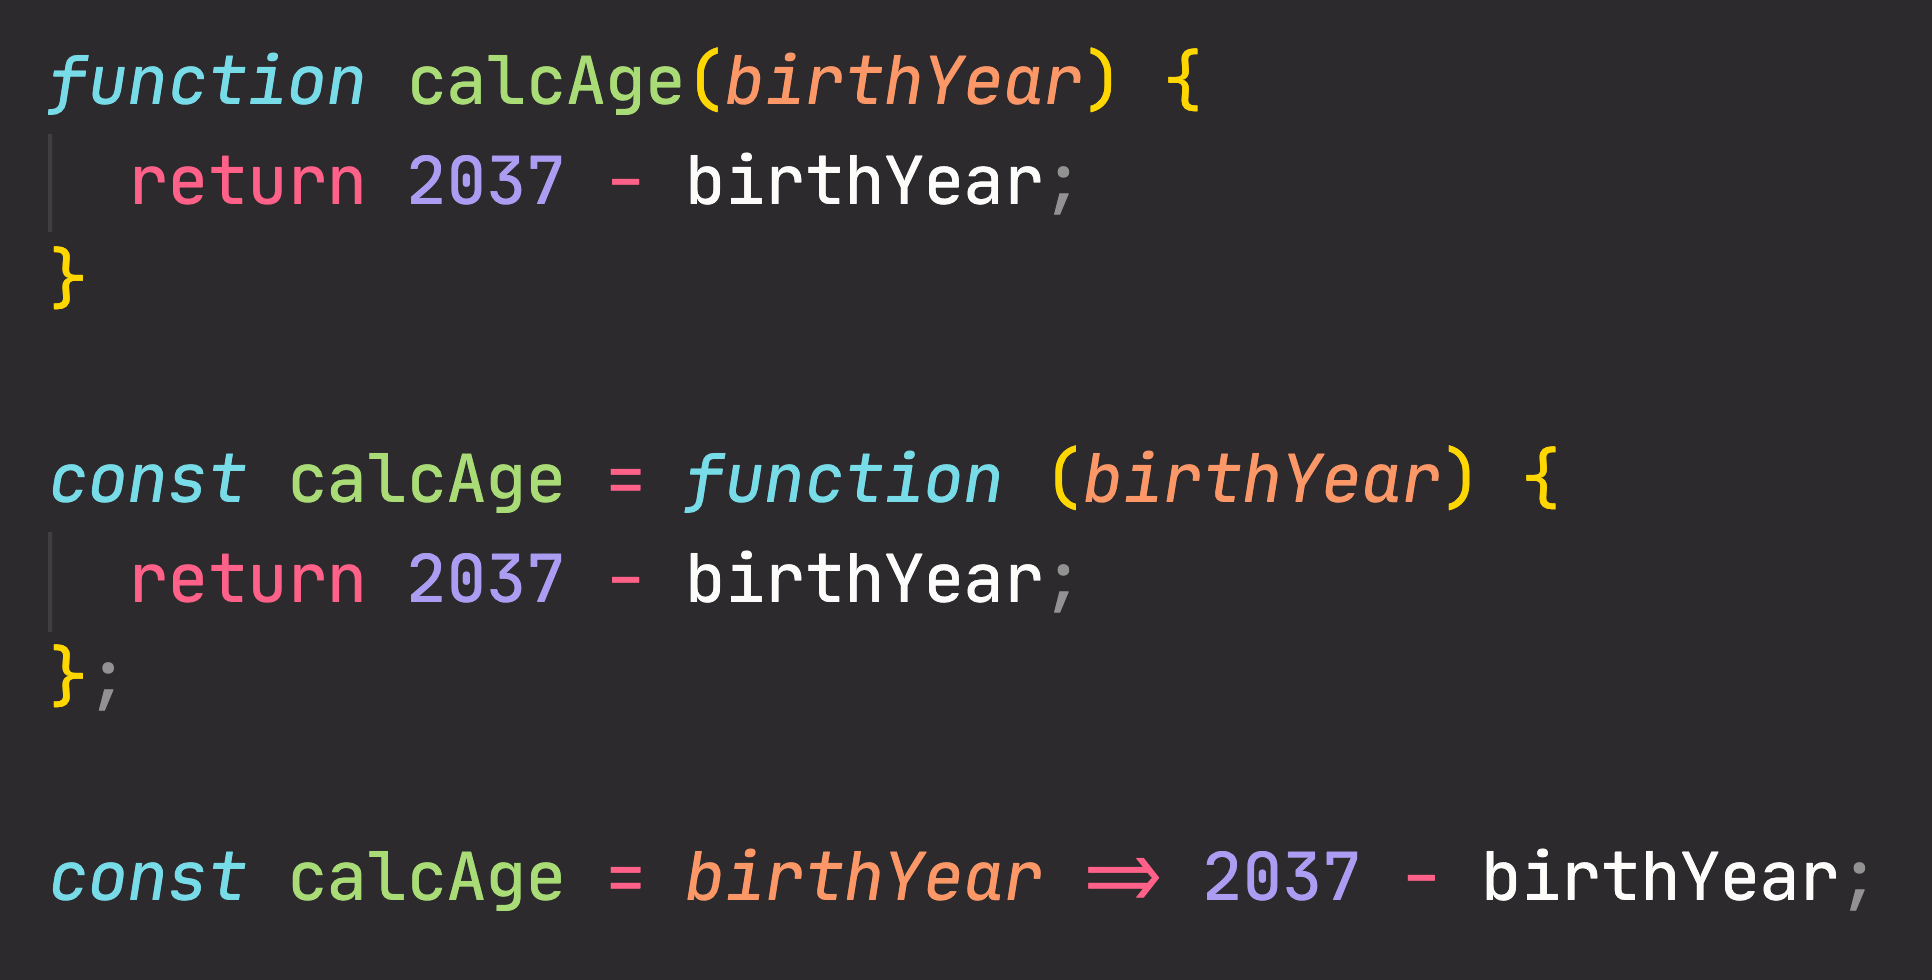 function calcAge(birthYear) {
  return 2037 - birthYear;
}
const calcAge = function (birthYear) {
  return 2037 - birthYear;
};
const calcAge = birthYear => 2037 - birthYear;